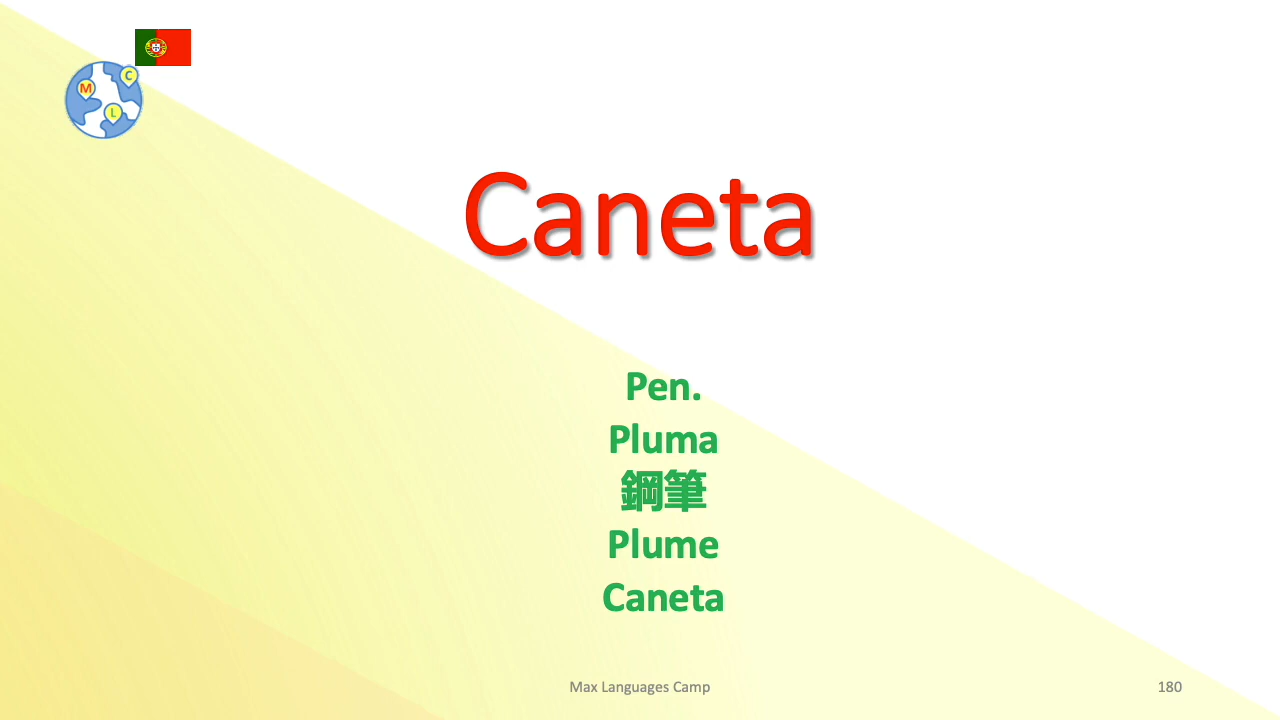 M
C
L
Caneta
Pen.
Pluma
鋼筆
Plume
Caneta
Max Languages Camp
180